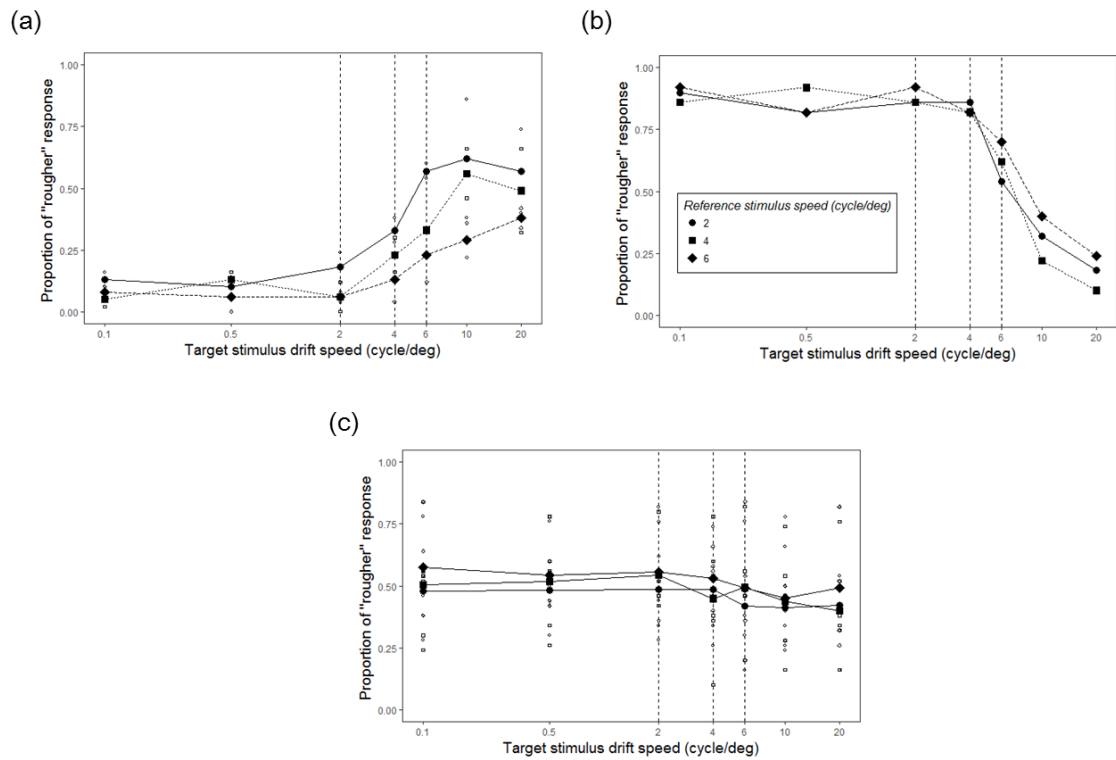 (a)
Proportion of "rougher" response
1.00
0.75
0.50
0.25
0.00
0.1 0.5 2 4 6 10 20
Target stimulus drift speed (cycle/deg)
(b)
Proportion of "rougher" response
1.00
0.75
0.50
0.25
0.00
Reference stimulus speed (cycle/deg)
2
4
6
0.1 0.5 2 4 6 10 20
Target stimulus drift speed (cycle/deg)
(c)
Proportion of "rougher" response
1.00
0.75
0.50
0.25
0.00
0.1 0.5 2 4 6 10 20
Target stimulus drift speed (cycle/deg)